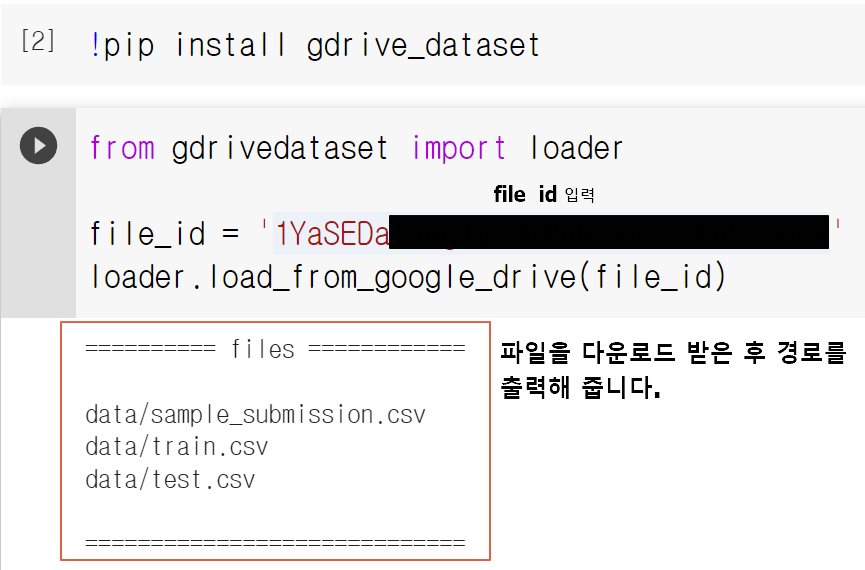 [2] !pip install gdrive_dataset
from gdrivedataset import loader
file id 입력
file_id = '1YaSEDa '
loader.load_from_google_drive(file_id)
========== files ============
파일을 다운로드 받은 후 경로를
출력해 줍니다.
data/sample_submission.csv
data/train.csv
data/test.csv
=============================